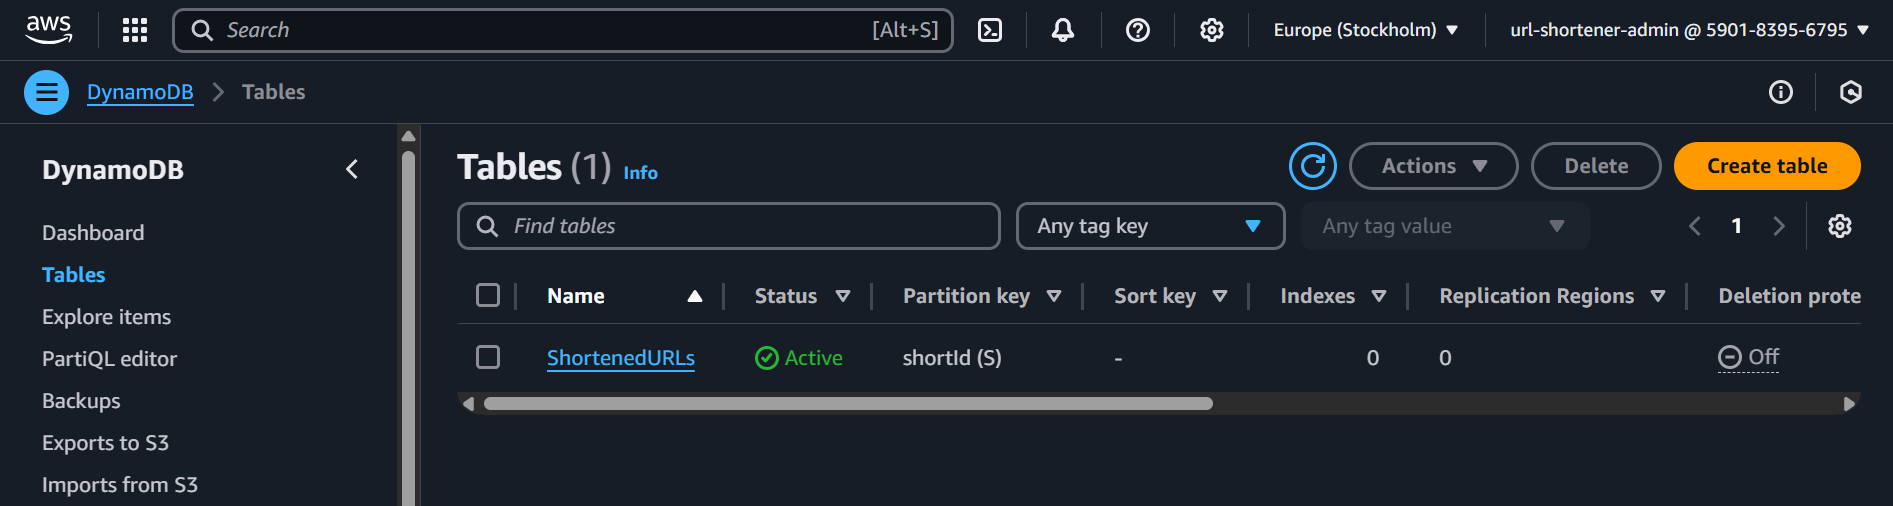 aws
Search
[Alt+S]
Europe (Stockholm)
url-shortener-admin @ 5901-8395-6795
DynamoDB
Tables
DynamoDB
Dashboard
Tables
Explore items
PartiQL editor
Backups
Exports to S3
Imports from S3
Tables (1) Info
Actions
Delete
Create table
Find tables
Any tag key
Any tag value
1
Name Status Partition key Sort key Indexes Replication Regions Deletion prote
ShortenedURLs Active shortId (S) - 0 0 Off